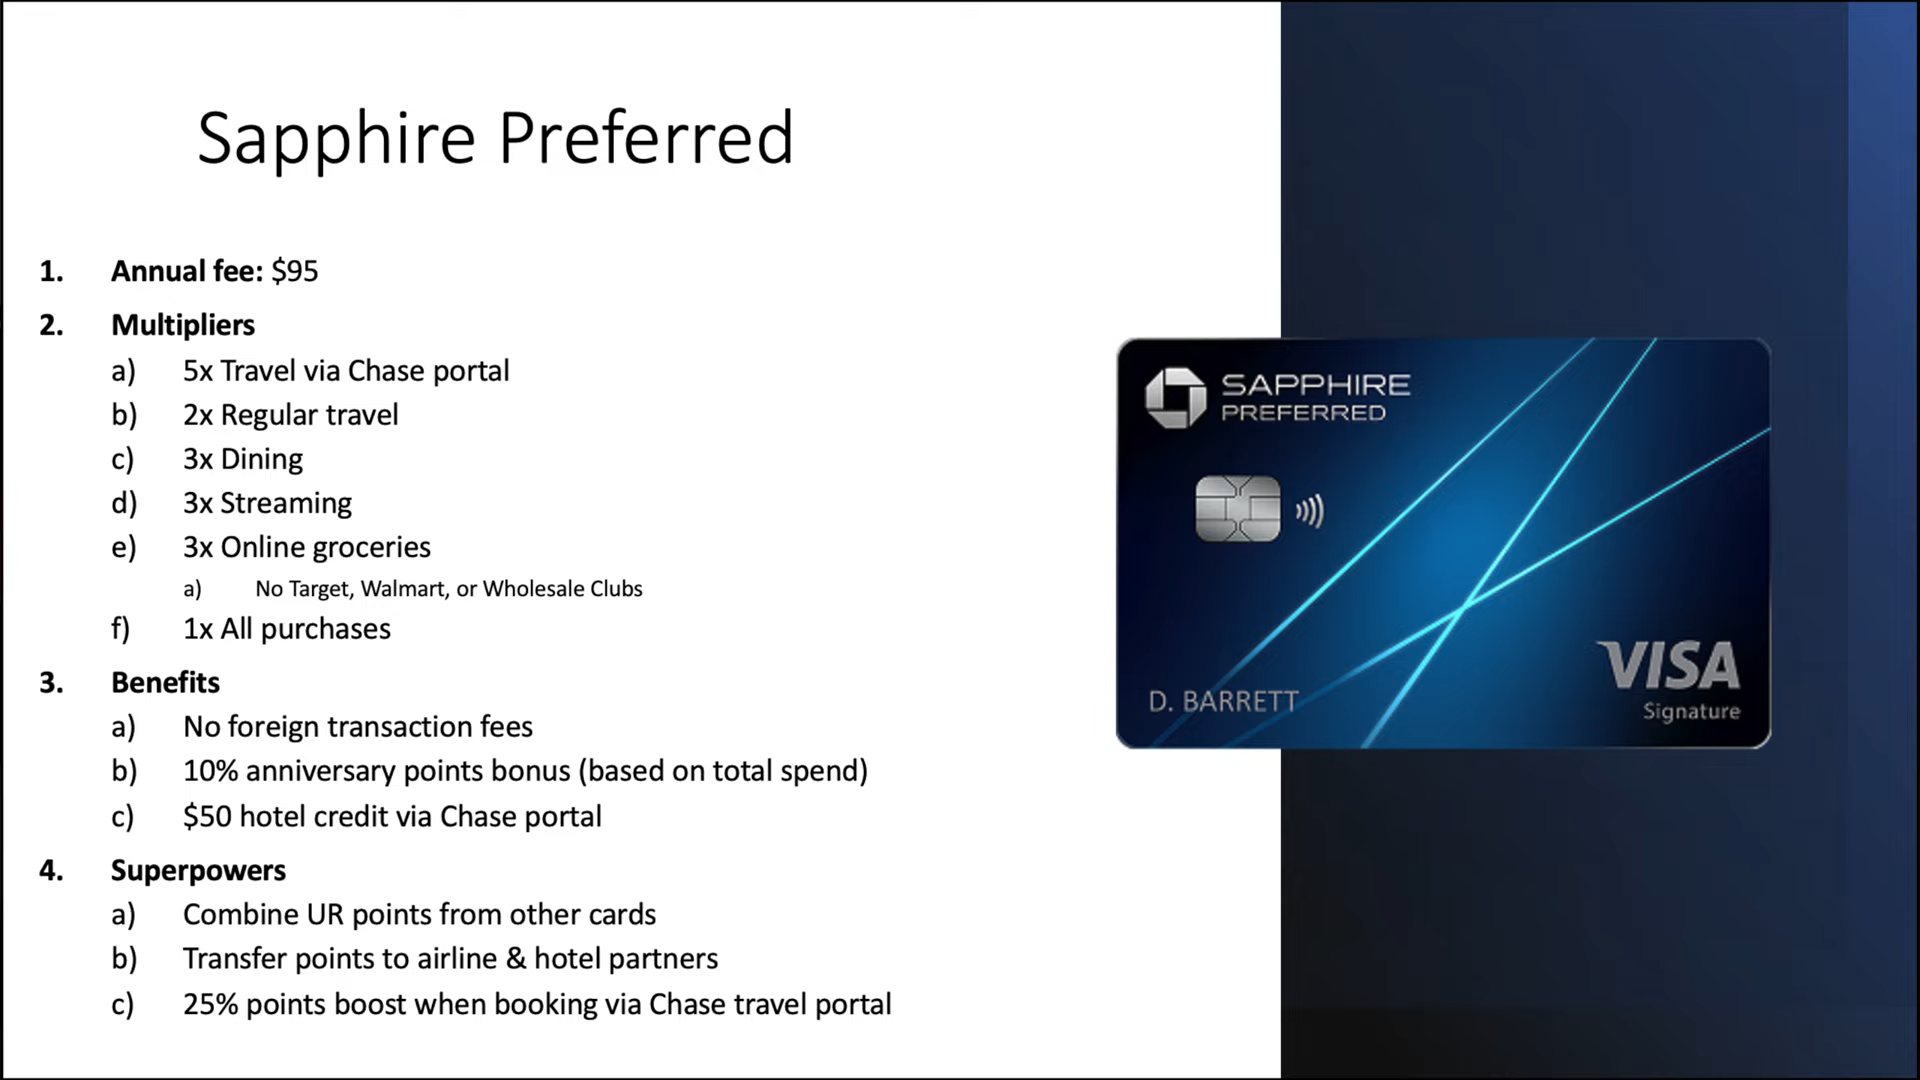 Sapphire Preferred
1. Annual fee: $95
2. Multipliers
a) 5x Travel via Chase portal
b) 2x Regular travel
c) 3x Dining
d) 3x Streaming
e) 3x Online groceries
a) No Target, Walmart, or Wholesale Clubs
f) 1x All purchases
3. Benefits
a) No foreign transaction fees
b) 10% anniversary points bonus (based on total spend)
c) $50 hotel credit via Chase portal
4. Superpowers
a) Combine UR points from other cards
b) Transfer points to airline & hotel partners
c) 25% points boost when booking via Chase travel portal
SAPPHIRE
PREFERRED
D. BARRETT
VISA
Signature